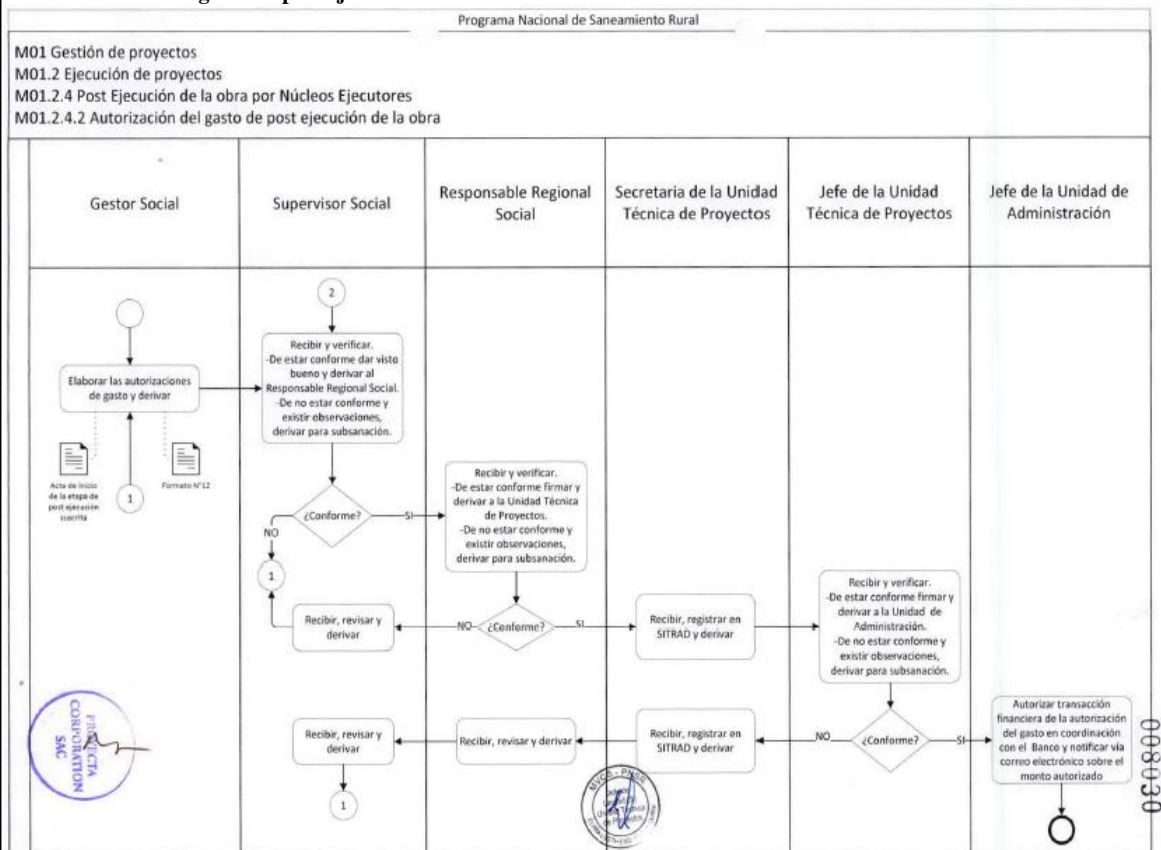 Programa Nacional de Saneamiento Rural
M01 Gestión de proyectos
M01.2 Ejecución de proyectos
M01.2.4 Post Ejecución de la obra por Núcleos Ejecutores
M01.2.4.2 Autorización del gasto de post ejecución de la obra
Gestor Social
Supervisor Social
Responsable Regional
Social
Secretaria de la Unidad
Técnica de Proyectos
Jefe de la Unidad
Técnica de Proyectos
Jefe de la Unidad de
Administración
2
Recibir y verificar.
-De estar conforme dar visto
bueno y derivar al
Responsable Regional Social.
-De no estar conforme y
existir observaciones,
derivar para subsanación.
Elaborar las autorizaciones
de gasto y derivar
Acta de inicio
de la etapa de
post ejecución
suscrita
1
Formato N°12
¿Conforme?
SI
NO
1
Recibir y verificar.
-De estar conforme firmar y
derivar a la Unidad Técnica
de Proyectos.
-De no estar conforme y
existir observaciones,
derivar para subsanación.
Recibir, revisar y
derivar
NO
¿Conforme?
SI
Recibir, registrar en
SITRAD y derivar
Recibir y verificar.
-De estar conforme firmar y
derivar a la Unidad de
Administración.
-De no estar conforme y
existir observaciones,
derivar para subsanación.
Recibir, revisar y
derivar
Recibir, revisar y derivar
Recibir, registrar en
SITRAD y derivar
NO
¿Conforme?
SI
Autorizar transacción
financiera de la autorización
del gasto en coordinación
con el Banco y notificar vía
correo electrónico sobre el
monto autorizado
1
CORPORATION
SAC
MVCS - PNSR
Unidad Técnica
de Proyectos
008030